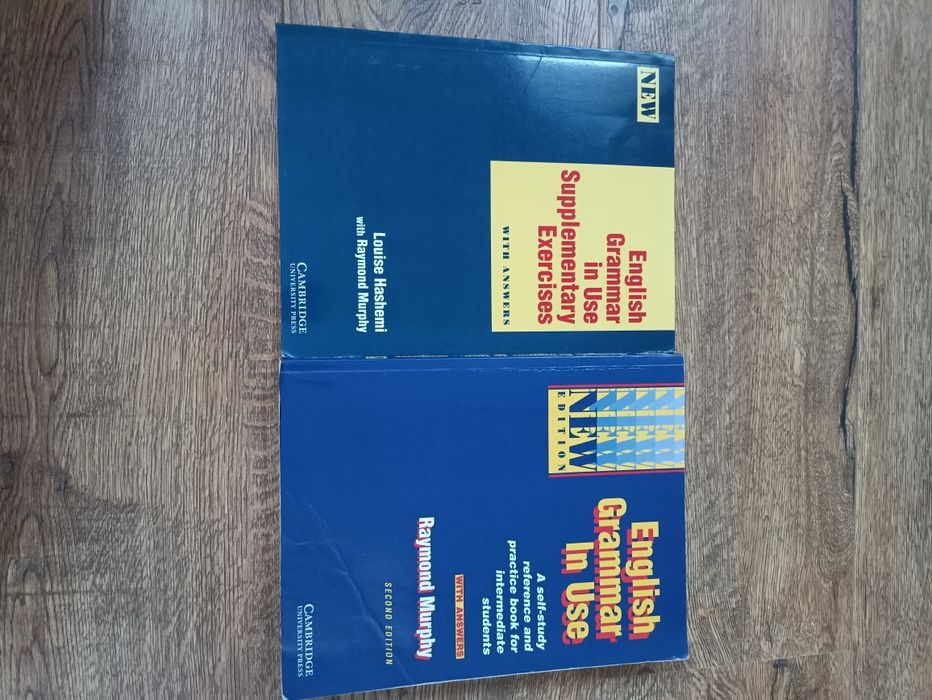 NEW
English
Grammar
in Use
Supplementary
Exercises
WITH ANSWERS
Louise Hashemi
with Raymond Murphy
CAMBRIDGE
UNIVERSITY PRESS
NEW
EDITION
English
Grammar
In Use
A self-study
reference and
practice book for
intermediate
students
WITH ANSWERS
Raymond Murphy
SECOND EDITION
CAMBRIDGE
UNIVERSITY PRESS